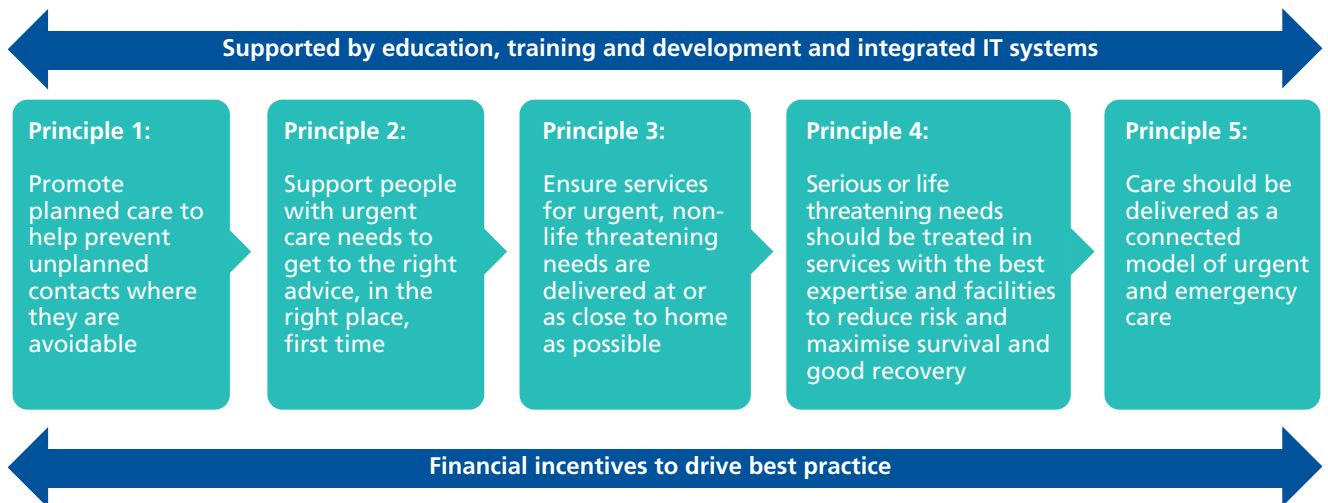 Supported by education, training and development and integrated IT systems
Principle 1:
Promote
planned care to
help prevent
unplanned
contacts where
they are
avoidable
Principle 2:
Support people
with urgent
care needs to
get to the right
advice, in the
right place,
first time
Principle 3:
Ensure services
for urgent, non-
life threatening
needs are
delivered at or
as close to home
as possible
Principle 4:
Serious or life
threatening needs
should be treated in
services with the best
expertise and facilities
to reduce risk and
maximise survival and
good recovery
Principle 5:
Care should be
delivered as a
connected
model of urgent
and emergency
care
Financial incentives to drive best practice